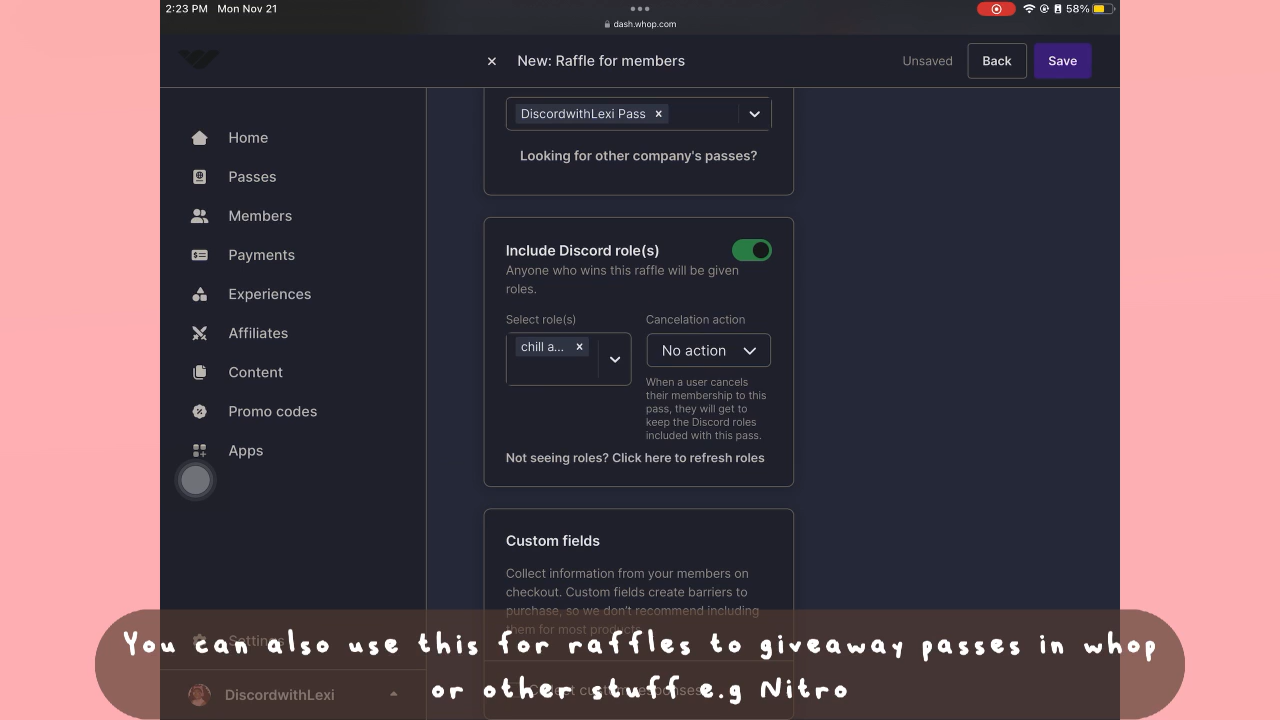 2:23 PM Mon Nov 21
dash.whop.com
58%
× New: Raffle for members
Unsaved
Back
Save
Home
Passes
Members
Payments
Experiences
Affiliates
Content
Promo codes
Apps
Settings
DiscordwithLexi
DiscordwithLexi Pass ×
Looking for other company's passes?
Include Discord role(s)
Anyone who wins this raffle will be given
roles.
Select role(s)
chill a... ×
Cancelation action
No action
When a user cancels
their membership to this
pass, they will get to
keep the Discord roles
included with this pass.
Not seeing roles? Click here to refresh roles
Custom fields
Collect information from your members on
checkout. Custom fields create barriers to
purchase, so we don't recommend including
them for most products.
You can also use this for raffles to giveaway passes in whop
or other stuff e.g Nitro